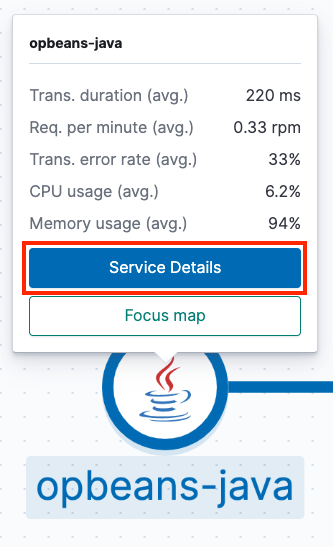 opbeans-java
Trans. duration (avg.) 220 ms
Req. per minute (avg.) 0.33 rpm
Trans. error rate (avg.) 33%
CPU usage (avg.) 6.2%
Memory usage (avg.) 94%
Service Details
Focus map
opbeans-java